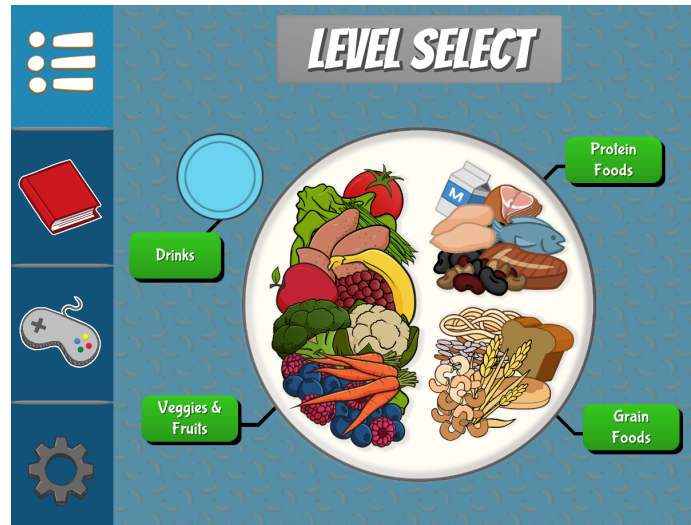 LEVEL SELECT
Protein
Foods
M
Drinks
Veggies &
Fruits
Grain
Foods